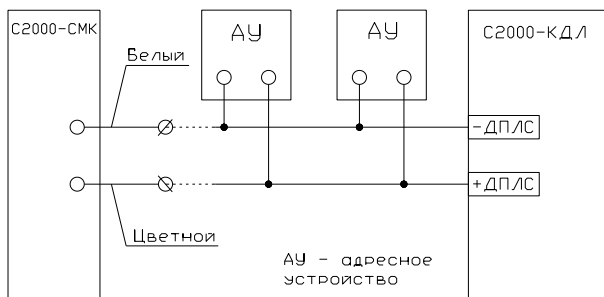 С2000-СМК
АУ
АУ
С2000-КДЛ
Белый
-ДПЛС
+ДПЛС
Цветной
АУ - адресное
устройство